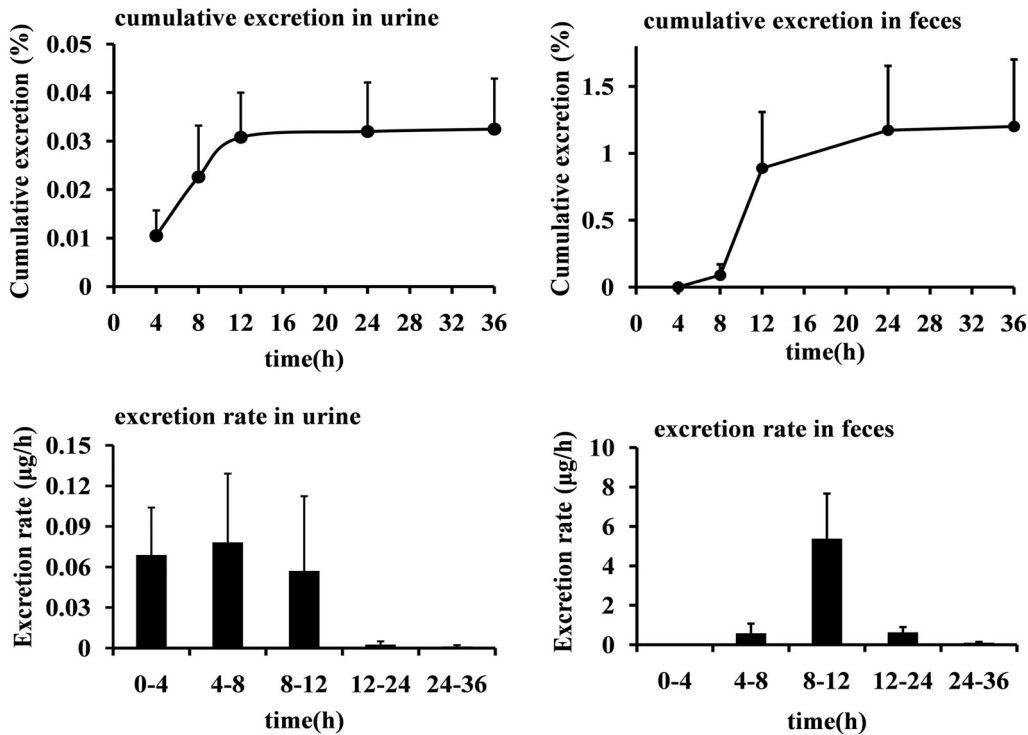 cumulative excretion in urine
Cumulative excretion (%)
0.05
0.04
0.03
0.02
0.01
0
0 4 8 12 16 20 24 28 32 36
time(h)
cumulative excretion in feces
Cumulative excretion (%)
1.5
1
0.5
0
0 4 8 12 16 20 24 28 32 36
time(h)
excretion rate in urine
Excretion rate (µg/h)
0.15
0.12
0.09
0.06
0.03
0
0-4 4-8 8-12 12-24 24-36
time(h)
excretion rate in feces
Excretion rate (µg/h)
10
8
6
4
2
0
0-4 4-8 8-12 12-24 24-36
time(h)